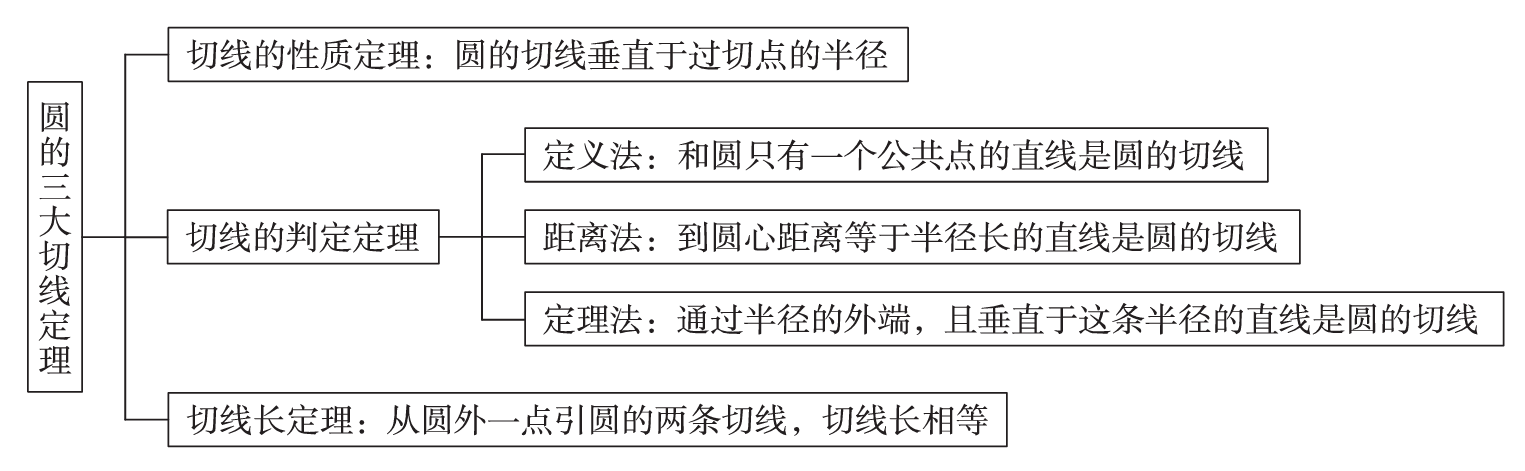 圆的三大切线定理
切线的性质定理：圆的切线垂直于过切点的半径
切线的判定定理
定义法：和圆只有一个公共点的直线是圆的切线
距离法：到圆心距离等于半径长的直线是圆的切线
定理法：通过半径的外端，且垂直于这条半径的直线是圆的切线
切线长定理：从圆外一点引圆的两条切线，切线长相等